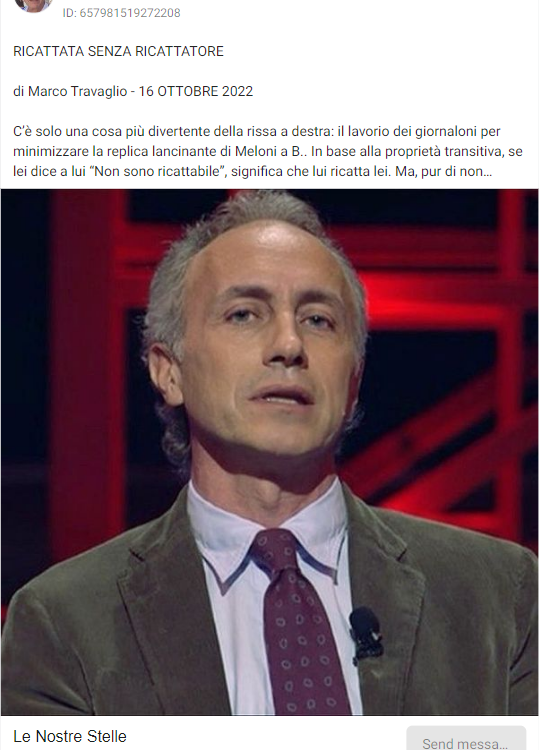 ID: 657981519272208
RICATTATA SENZA RICATTATORE
di Marco Travaglio - 16 OTTOBRE 2022
C'è solo una cosa più divertente della rissa a destra: il lavorio dei giornaloni per
minimizzare la replica lancinante di Meloni a B.. In base alla proprietà transitiva, se
lei dice a lui “Non sono ricattabile”, significa che lui ricatta lei. Ma, pur di non...
Le Nostre Stelle
Send messa...